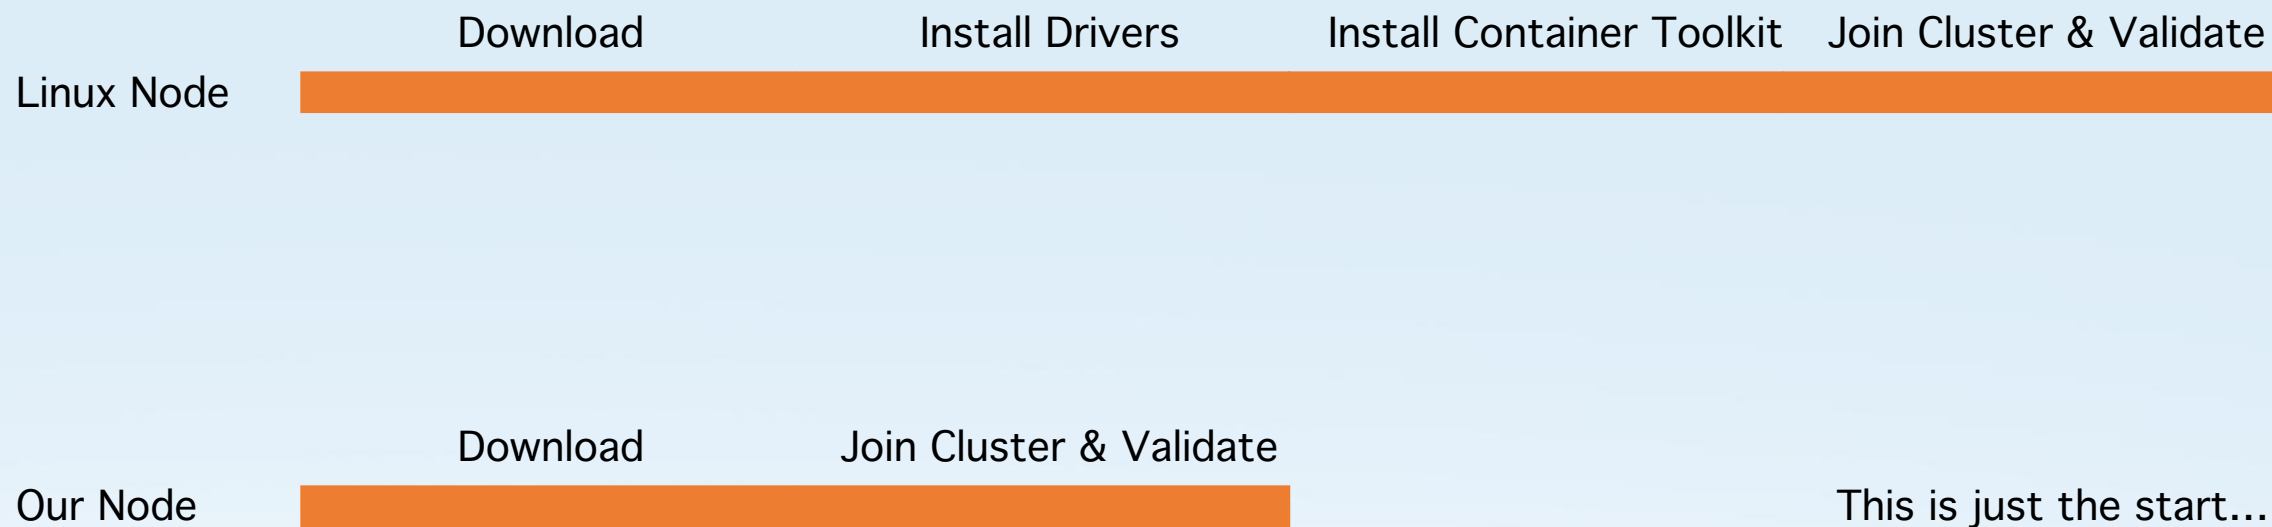 Download Install Drivers Install Container Toolkit Join Cluster & Validate
Linux Node
Download Join Cluster & Validate
Our Node This is just the start...